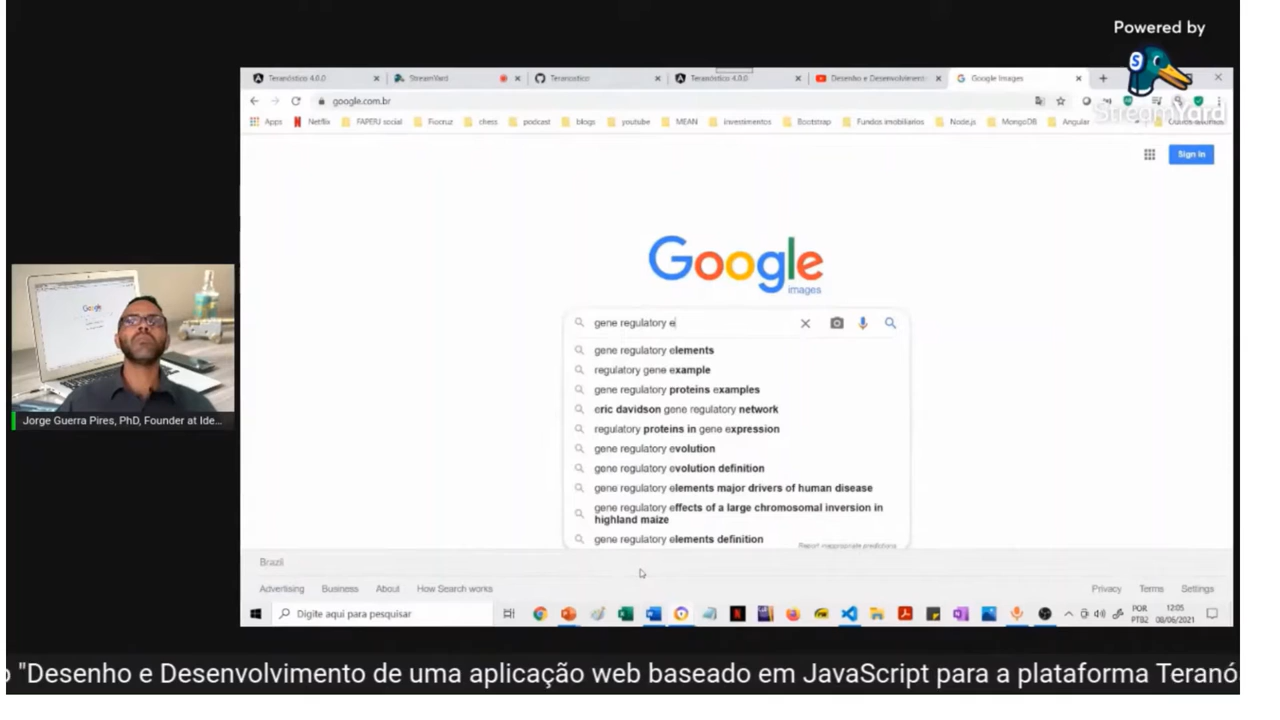 Powered by
StreamYard
Teranóstico 4.0.0
StreamYard
Teranostico
Teranóstico 4.0.0
Desenho e Desenvolviment
Google Images
google.com.br
Apps
Netflix
FAPERJ social
Fiocruz
chess
podcast
blogs
youtube
MEAN
investimentos
Bootstrap
Fundos imobiliarios
Node.js
MongoDB
Angular
Sign in
Google
images
gene regulatory e
gene regulatory elements
regulatory gene example
gene regulatory proteins examples
eric davidson gene regulatory network
regulatory proteins in gene expression
gene regulatory evolution
gene regulatory evolution definition
gene regulatory elements major drivers of human disease
gene regulatory effects of a large chromosomal inversion in
highland maize
gene regulatory elements definition
Report inappropriate predictions
Jorge Guerra Pires, PhD, Founder at Ide...
Brazil
Advertising Business About How Search works
Privacy Terms Settings
Digite aqui para pesquisar
POR
PTB2
12:05
08/06/2021
o "Desenho e Desenvolvimento de uma aplicação web baseado em JavaScript para a plataforma Teranó